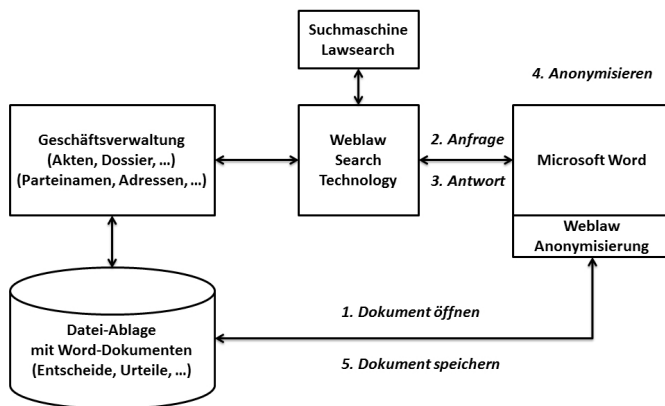 Suchmaschine
Lawsearch
4. Anonymisieren
Geschäftsverwaltung
(Akten, Dossier, ...)
(Parteinamen, Adressen, ...)
Weblaw
Search
Technology
2. Anfrage
3. Antwort
Microsoft Word
Weblaw
Anonymisierung
1. Dokument öffnen
Datei-Ablage
mit Word-Dokumenten
(Entscheide, Urteile, ...)
5. Dokument speichern